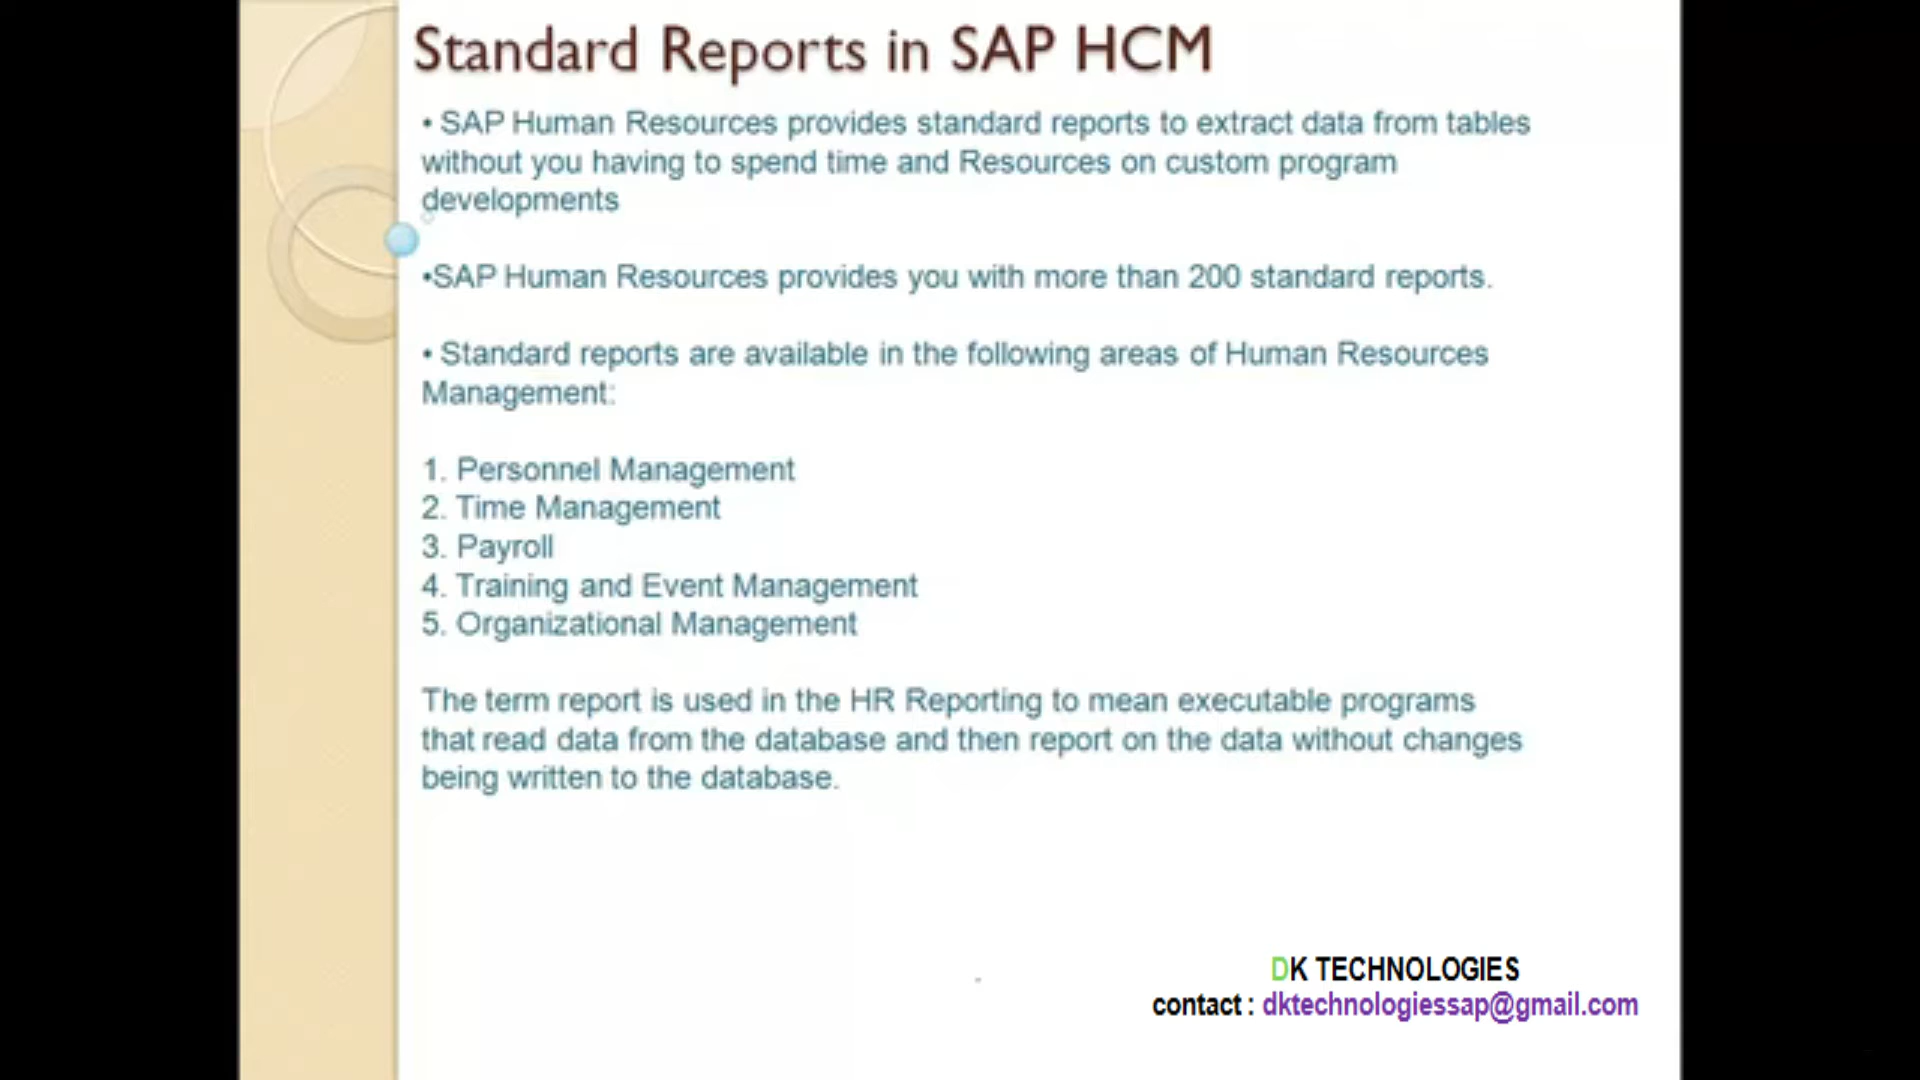 Standard Reports in SAP HCM
• SAP Human Resources provides standard reports to extract data from tables
without you having to spend time and Resources on custom program
developments
•SAP Human Resources provides you with more than 200 standard reports.
• Standard reports are available in the following areas of Human Resources
Management:
1. Personnel Management
2. Time Management
3. Payroll
4. Training and Event Management
5. Organizational Management
The term report is used in the HR Reporting to mean executable programs
that read data from the database and then report on the data without changes
being written to the database.
DK TECHNOLOGIES
contact : dktechnologiessap@gmail.com